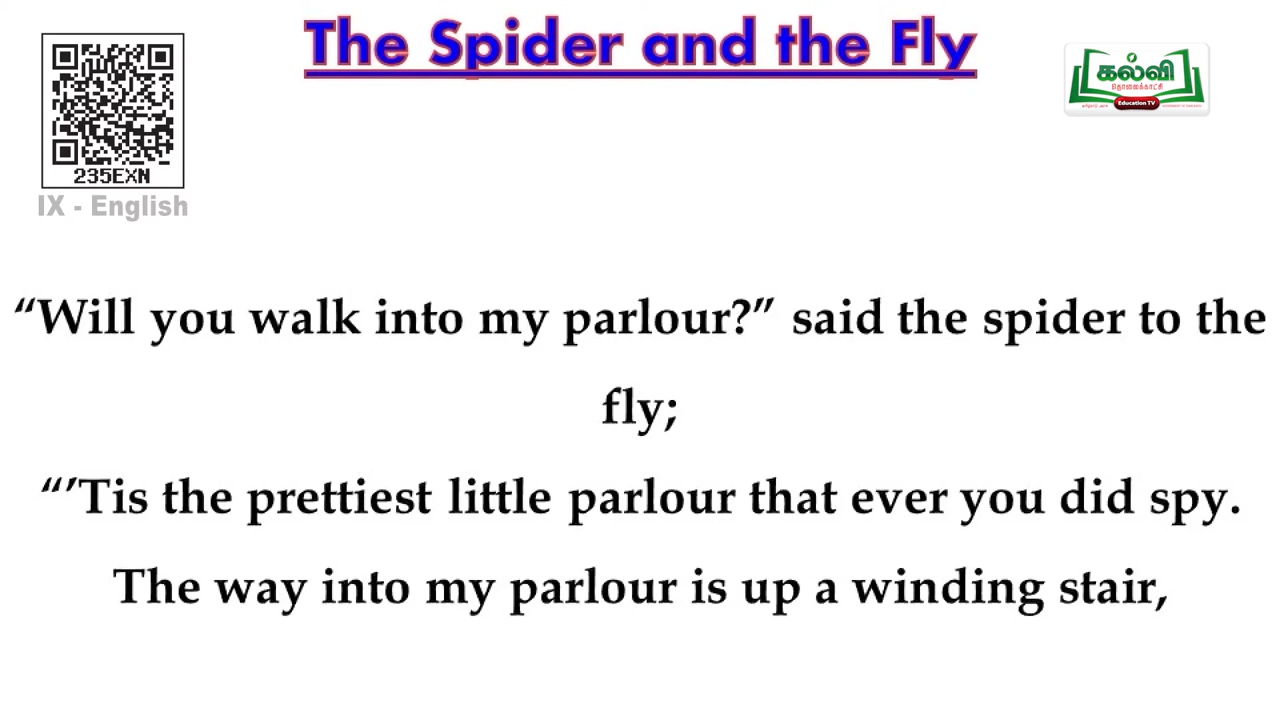 The Spider and the Fly
235EXN
IX - English
கல்வி
தொலைக்காட்சி
Education TV
“Will you walk into my parlour?” said the spider to the
fly;
“’Tis the prettiest little parlour that ever you did spy.
The way into my parlour is up a winding stair,